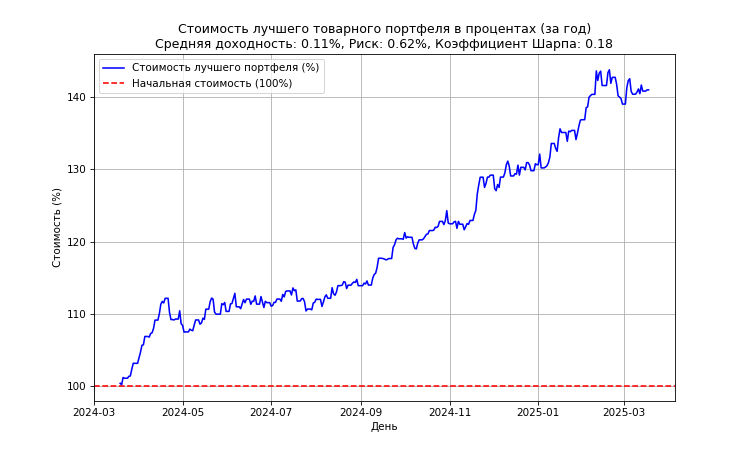 Стоимость лучшего товарного портфеля в процентах (за год)
Средняя доходность: 0.11%, Риск: 0.62%, Коэффициент Шарпа: 0.18
Стоимость лучшего портфеля (%)
Начальная стоимость (100%)
Стоимость (%)
140
130
120
110
100
2024-03
2024-05
2024-07
2024-09
2024-11
2025-01
2025-03
День